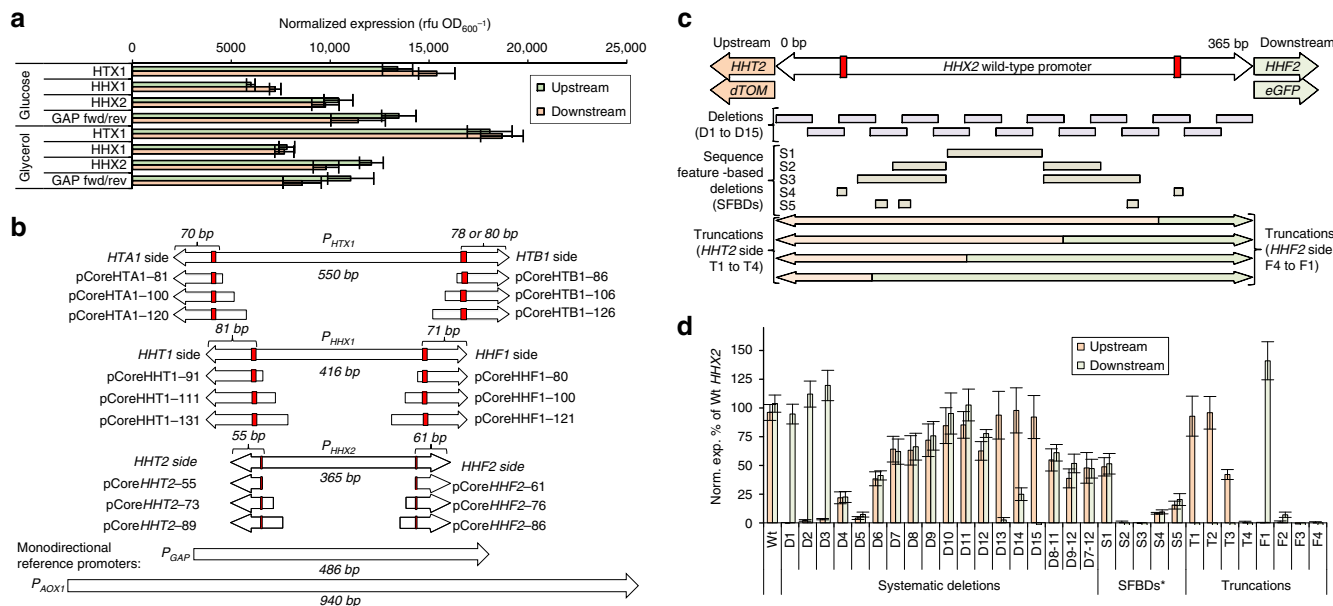 a
Normalized expression (rfu OD600⁻¹)
0 5000 10,000 15,000 20,000 25,000
Glucose
HTX1
HHX1
HHX2
GAP fwd/rev
Glycerol
HTX1
HHX1
HHX2
GAP fwd/rev
Upstream
Downstream
b
70 bp PHTX1 78 or 80 bp
HTA1 side HTB1 side
pCoreHTA1–81 550 bp pCoreHTB1–86
pCoreHTA1–100 pCoreHTB1–106
pCoreHTA1–120 pCoreHTB1–126
81 bp PHHX1 71 bp
HHT1 side HHF1 side
pCoreHHT1–91 416 bp pCoreHHF1–80
pCoreHHT1–111 pCoreHHF1–100
pCoreHHT1–131 pCoreHHF1–121
55 bp PHHX2 61 bp
HHT2 side HHF2 side
pCoreHHT2–55 365 bp pCoreHHF2–61
pCoreHHT2–73 pCoreHHF2–76
pCoreHHT2–89 pCoreHHF2–86
Monodirectional reference promoters:
PGAP
486 bp
PAOX1
940 bp
c
Upstream 0 bp 365 bp Downstream
HHT2 HHX2 wild-type promoter HHF2
dTOM eGFP
Deletions
(D1 to D15)
Sequence
feature -based
deletions
(SFBDs)
S1
S2
S3
S4
S5
Truncations
(HHT2 side
T1 to T4)
Truncations
(HHF2 side
F4 to F1)
d
Norm. exp. % of Wt HHX2
150
125
100
75
50
25
0
Upstream
Downstream
Wt D1 D2 D3 D4 D5 D6 D7 D8 D9 D10 D11 D12 D13 D14 D15 D8-11 D9-12 D7-12 S1 S2 S3 S4 S5 T1 T2 T3 T4 F1 F2 F3 F4
Systematic deletions SFBDs* Truncations